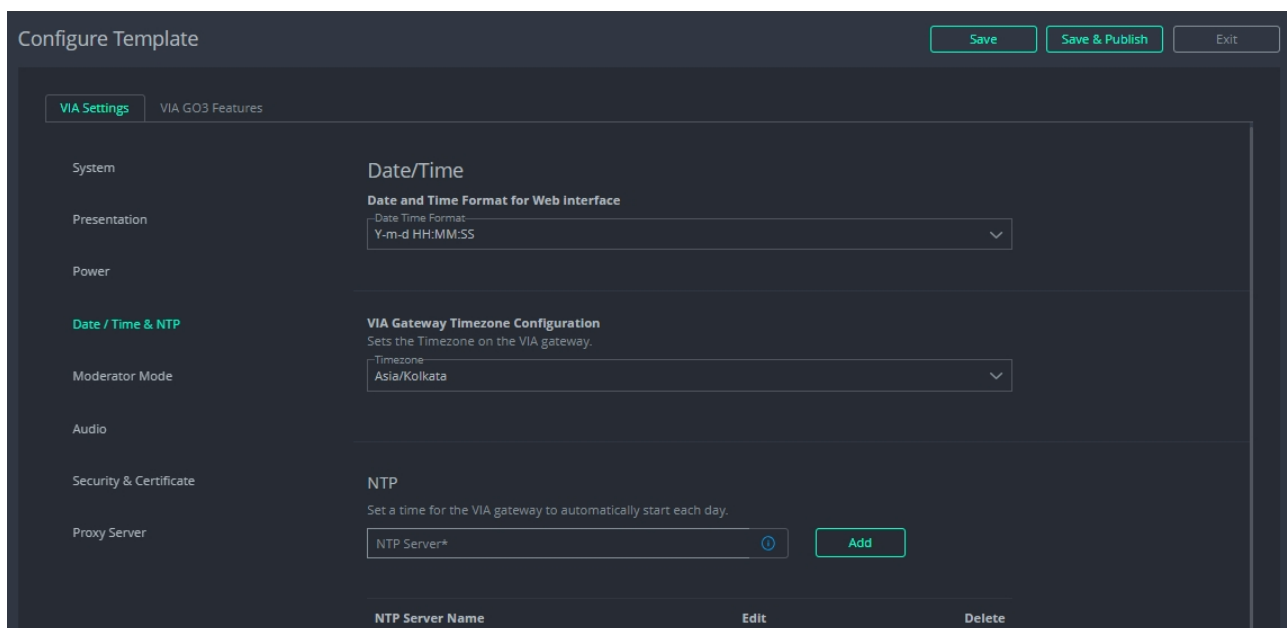 Configure Template
Save
Save & Publish
Exit
VIA Settings
VIA GO3 Features
System
Presentation
Power
Date / Time & NTP
Moderator Mode
Audio
Security & Certificate
Proxy Server
Date/Time
Date and Time Format for Web interface
Date Time Format
Y-m-d HH:MM:SS
VIA Gateway Timezone Configuration
Sets the Timezone on the VIA gateway.
Timezone
Asia/Kolkata
NTP
Set a time for the VIA gateway to automatically start each day.
NTP Server*
Add
NTP Server Name
Edit
Delete